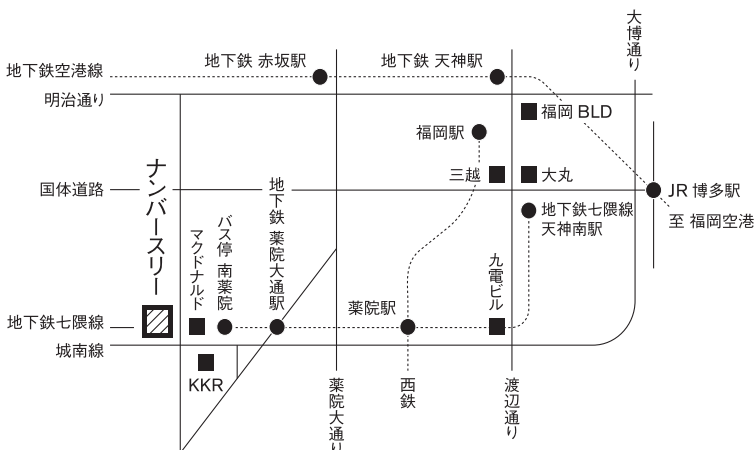 大博通り
地下鉄空港線
地下鉄 赤坂駅
地下鉄 天神駅
明治通り
福岡 BLD
福岡駅
三越
大丸
国体道路
JR 博多駅
至 福岡空港
地下鉄七隈線
天神南駅
ナンバースリー
マクドナルド
バス停 南薬院
地下鉄 薬院大通駅
薬院駅
九電ビル
地下鉄七隈線
城南線
KKR
薬院大通り
西鉄
渡辺通り